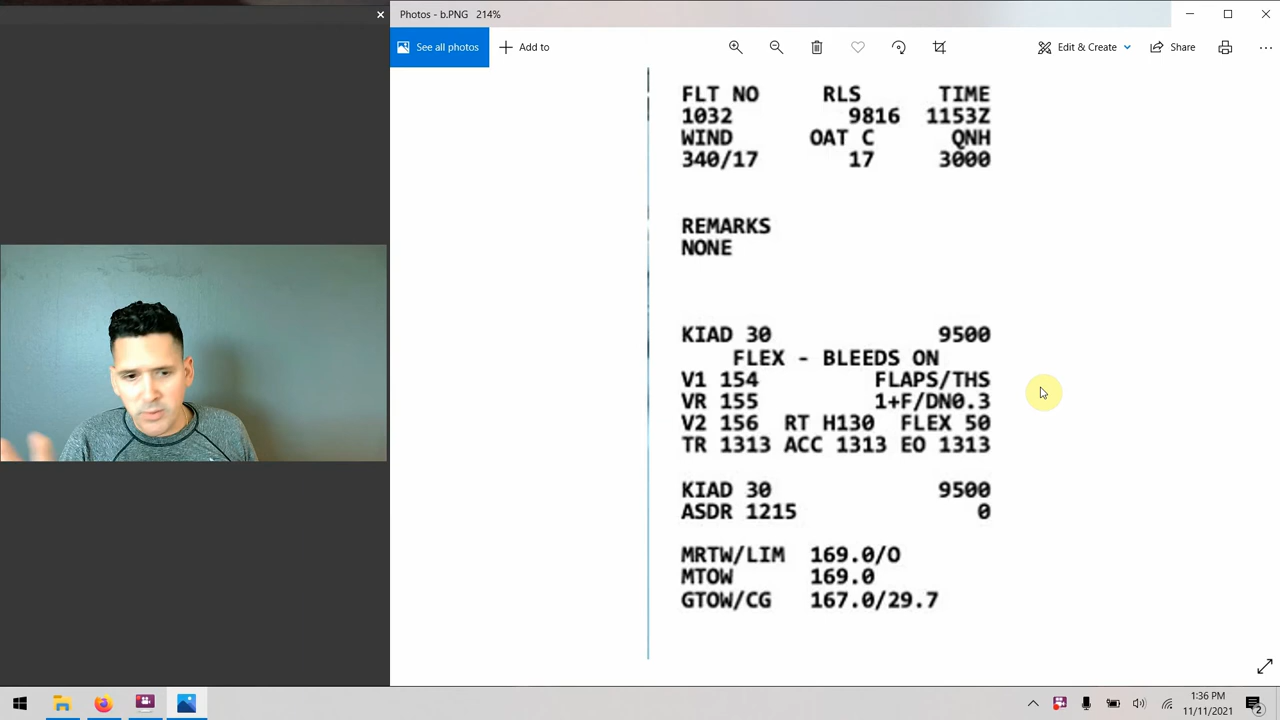 Photos - b.PNG 214%
See all photos
Add to
Edit & Create
Share
FLT NO RLS TIME
1032 9816 1153Z
WIND OAT C QNH
340/17 17 3000
REMARKS
NONE
KIAD 30 9500
FLEX - BLEEDS ON
V1 154 FLAPS/THS
VR 155 1+F/DN0.3
V2 156 RT H130 FLEX 50
TR 1313 ACC 1313 EO 1313
KIAD 30 9500
ASDR 1215 0
MRTW/LIM 169.0/O
MTOW 169.0
GTOW/CG 167.0/29.7
1:36 PM
11/11/2021
2